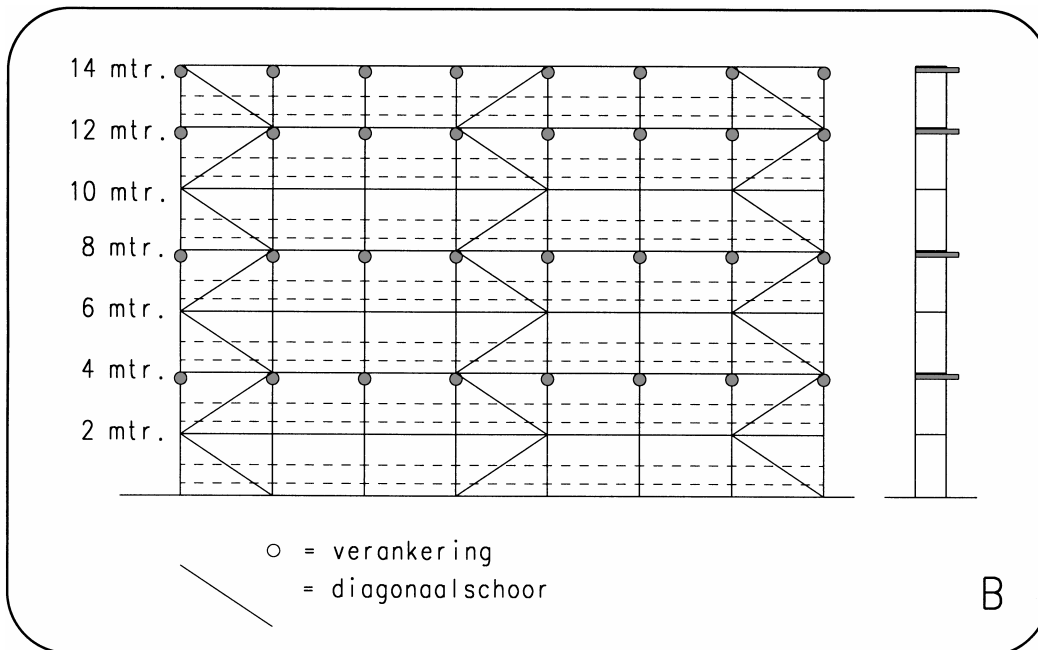 14 mtr.
12 mtr.
10 mtr.
8 mtr.
6 mtr.
4 mtr.
2 mtr.
= verankering
= diagonaalschoor
B